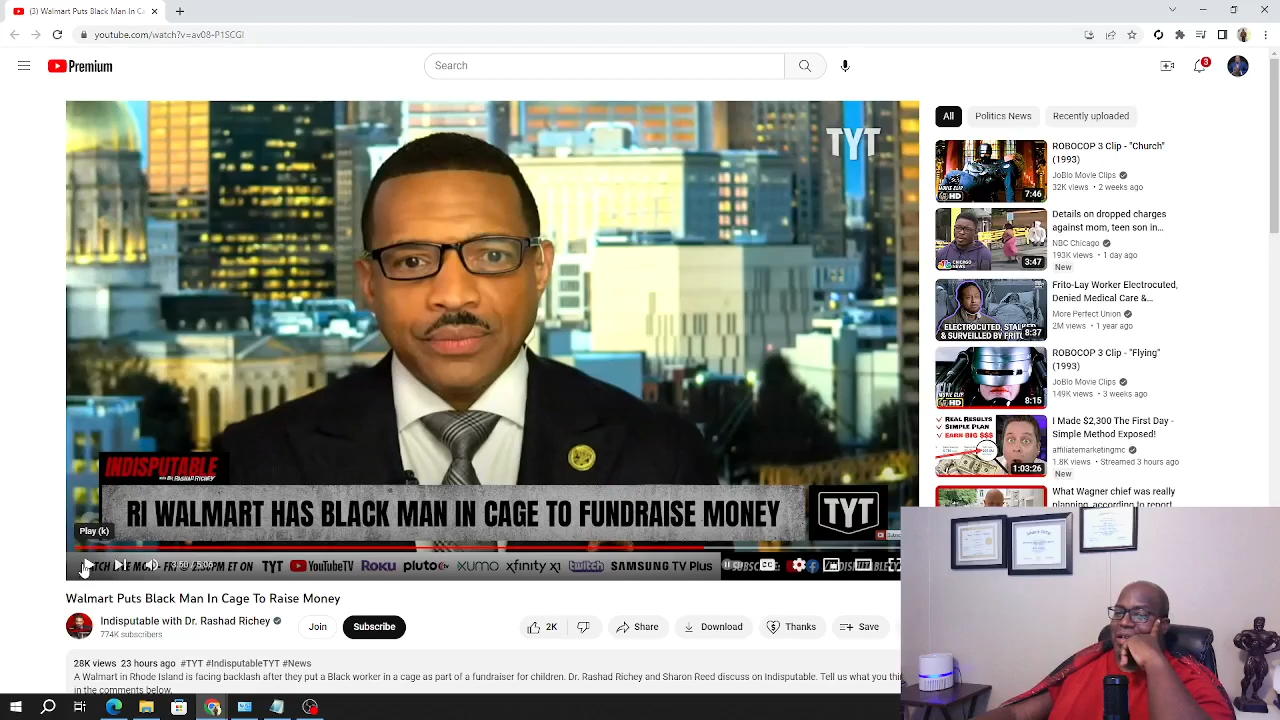 (3) Walmart Puts Black Man In Ca
youtube.com/watch?v=av08-P1SCGI
Premium
Search
3
TYT
INDISPUTABLE
RI WALMART HAS BLACK MAN IN CAGE TO FUNDRAISE MONEY
TYT
Play (k)
TYT YouTubeTV Roku pluto tv xumo xfinity X1 twitch SAMSUNG TV Plus
Walmart Puts Black Man In Cage To Raise Money
Indisputable with Dr. Rashad Richey
774K subscribers
Join
Subscribe
2K
Share
Download
Thanks
Save
28K views 23 hours ago #TYT #IndisputableTYT #News
A Walmart in Rhode Island is facing backlash after they put a Black worker in a cage as part of a fundraiser for children. Dr. Rashad Richey and Sharon Reed discuss on Indisputable. Tell us what you
in the comments below.
All
Politics News
Recently uploaded
7:46
ROBOCOP 3 Clip - "Church"
(1993)
JoBlo Movie Clips
32K views • 2 weeks ago
3:47
Details on dropped charges
against mom, teen son in...
NBC Chicago
193K views • 1 day ago
New
ELECTROCUTED, STALKED
& SURVEILLED BY FRITO
8:37
Frito-Lay Worker Electrocuted,
Denied Medical Care &...
More Perfect Union
2M views • 1 year ago
8:15
ROBOCOP 3 Clip - "Flying"
(1993)
JoBlo Movie Clips
149K views • 3 weeks ago
REAL RESULTS
SIMPLE PLAN
EARN BIG $$$
1:03:26
I Made $2,300 The First Day -
Simple Method Exposed!
affiliatemarketingmc
1.8K views • Streamed 3 hours ago
New
What Wagner chief was really
planning, according to report